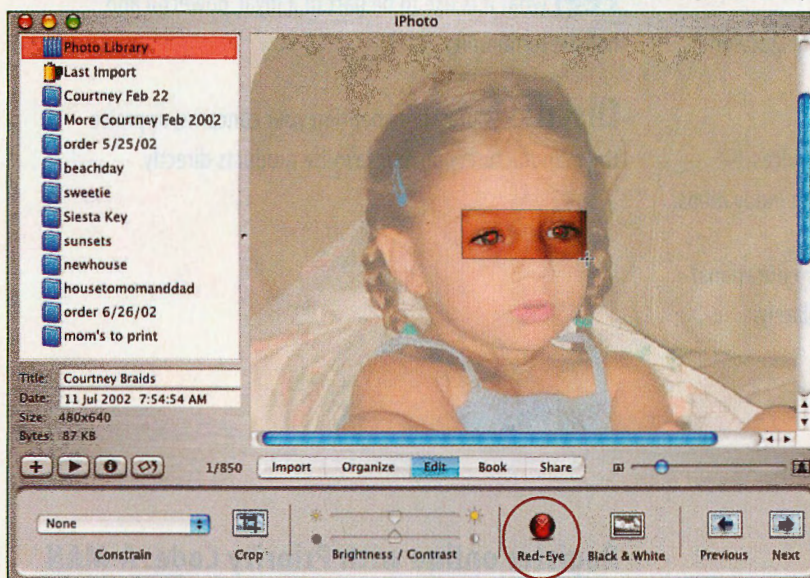 iPhoto
Photo Library
Last Import
Courtney Feb 22
More Courtney Feb 2002
order 5/25/02
beachday
sweetie
Siesta Key
sunsets
newhouse
housetomomanddad
order 6/26/02
mom's to print
Title: Courtney Braids
Date: 11 Jul 2002 7:54:54 AM
Size: 480x640
Bytes: 87 KB
1/850 Import Organize Edit Book Share
None
Constrain Crop Brightness / Contrast Red-Eye Black & White Previous Next